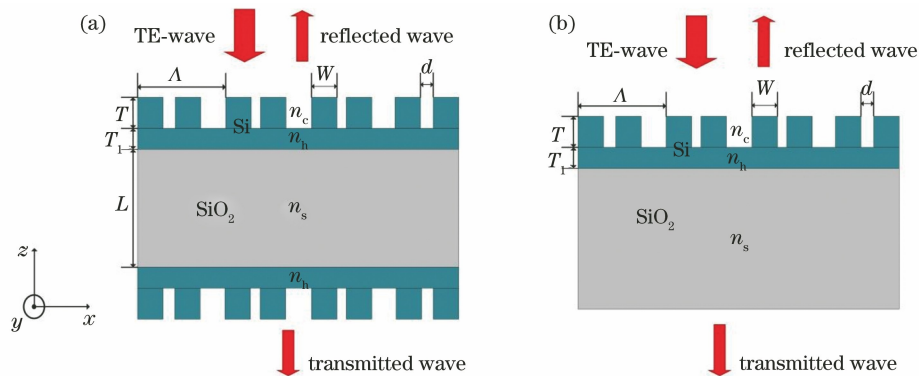 (a)
TE-wave
reflected wave
Λ
W
d
T
Si
n_c
T_1
n_h
L
SiO_2
n_s
n_h
z
y
x
transmitted wave
(b)
TE-wave
reflected wave
Λ
W
d
T
Si
n_c
T_1
n_h
SiO_2
n_s
transmitted wave